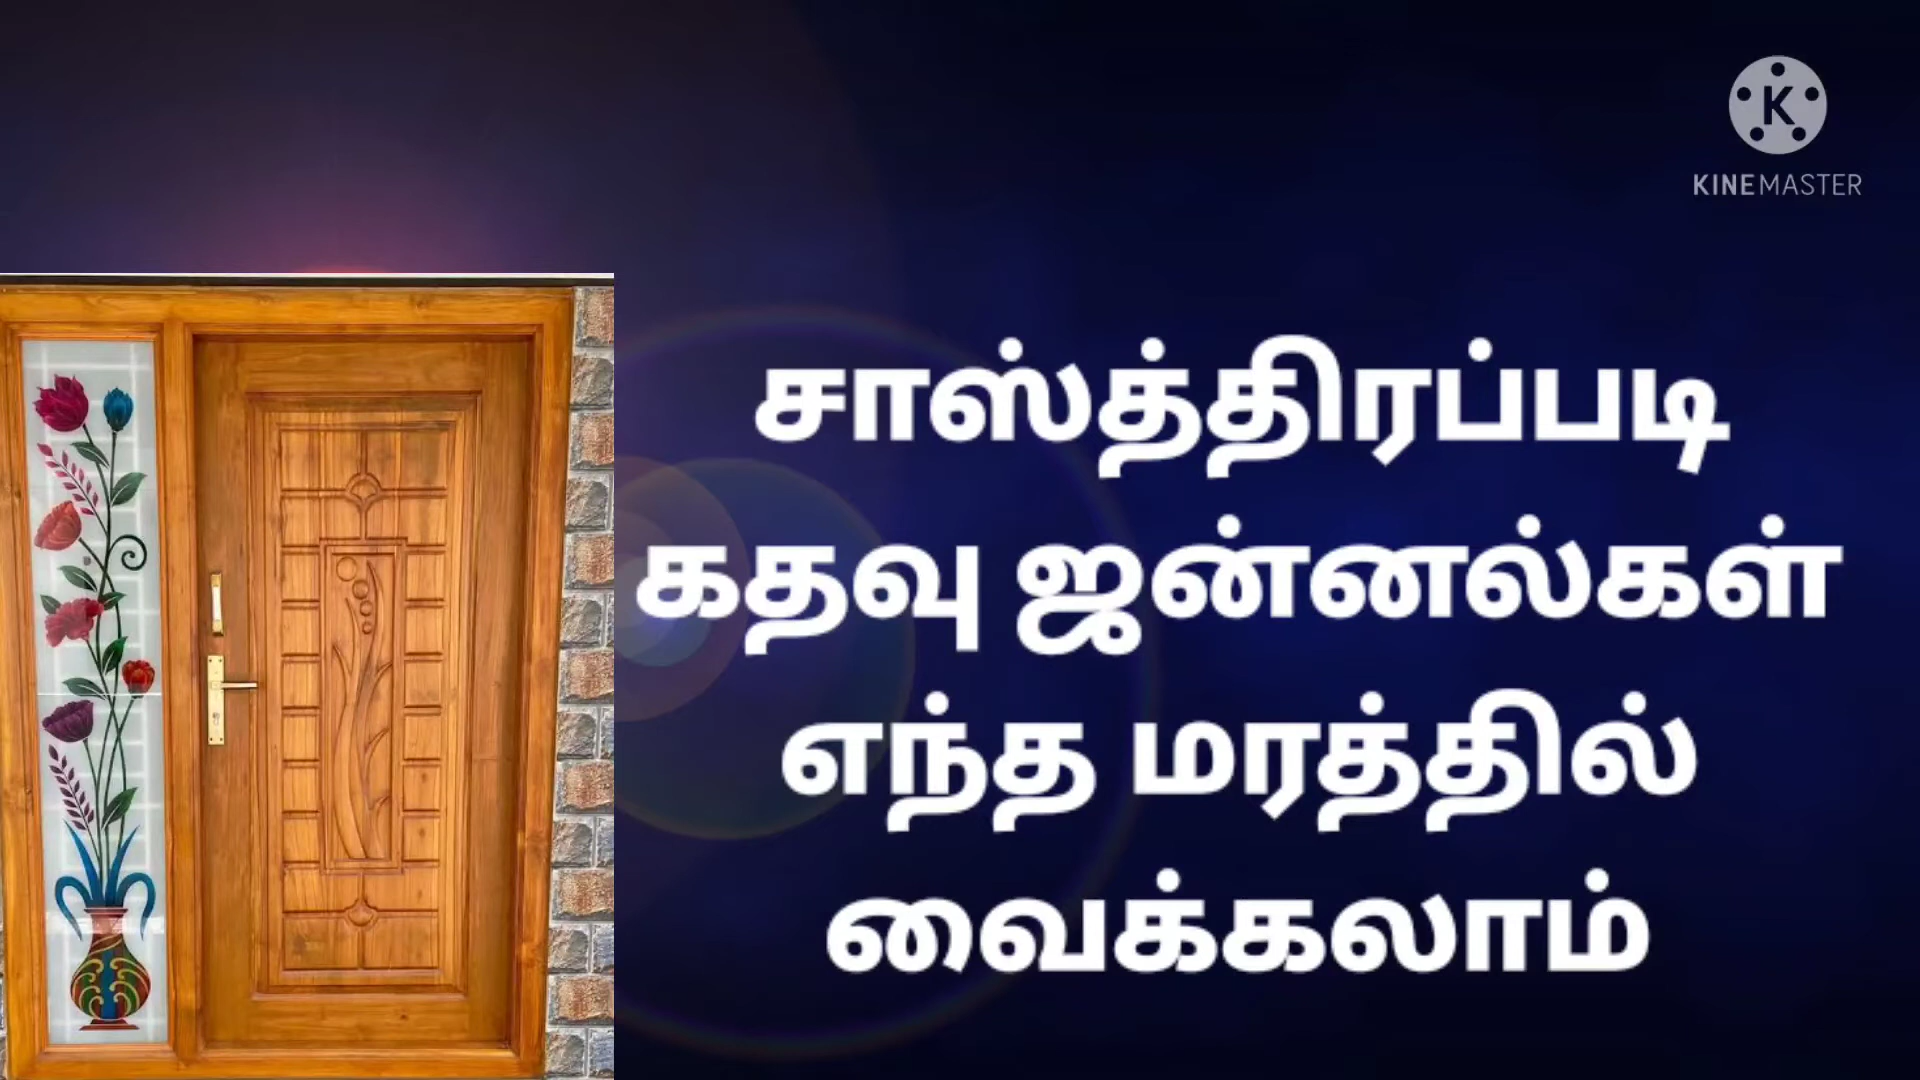 KINEMASTER
சாஸ்த்திரப்படி
கதவு ஜன்னல்கள்
எந்த மரத்தில்
வைக்கலாம்